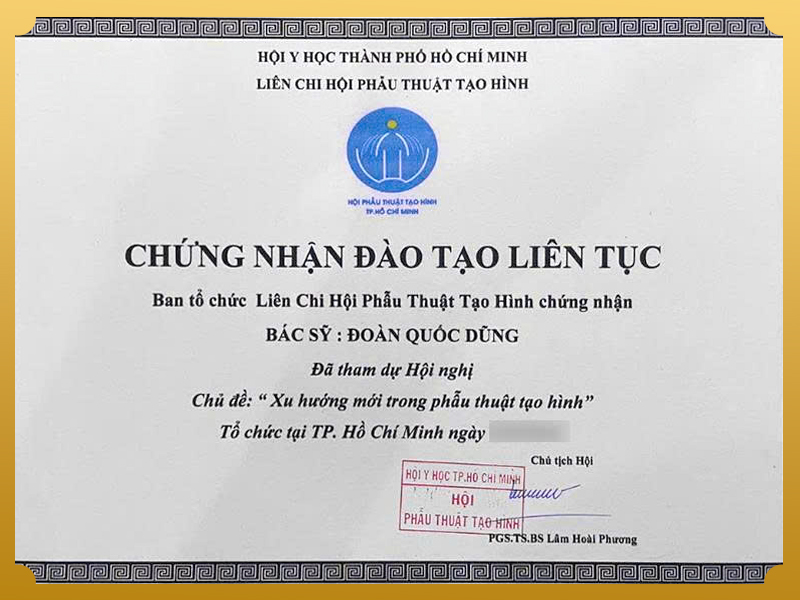 HỘI Y HỌC THÀNH PHỐ HỒ CHÍ MINH
LIÊN CHI HỘI PHẪU THUẬT TẠO HÌNH
HỘI PHẪU THUẬT TẠO HÌNH
TP.HỒ CHÍ MINH
CHỨNG NHẬN ĐÀO TẠO LIÊN TỤC
Ban tổ chức Liên Chi Hội Phẫu Thuật Tạo Hình chứng nhận
BÁC SỸ : ĐOÀN QUỐC DŨNG
Đã tham dự Hội nghị
Chủ đề: “ Xu hướng mới trong phẫu thuật tạo hình”
Tổ chức tại TP. Hồ Chí Minh ngày
Chủ tịch Hội
HỘI Y HỌC TP.HỒ CHÍ MINH
HỘI
PHẪU THUẬT TẠO HÌNH
PGS.TS.BS Lâm Hoài Phương